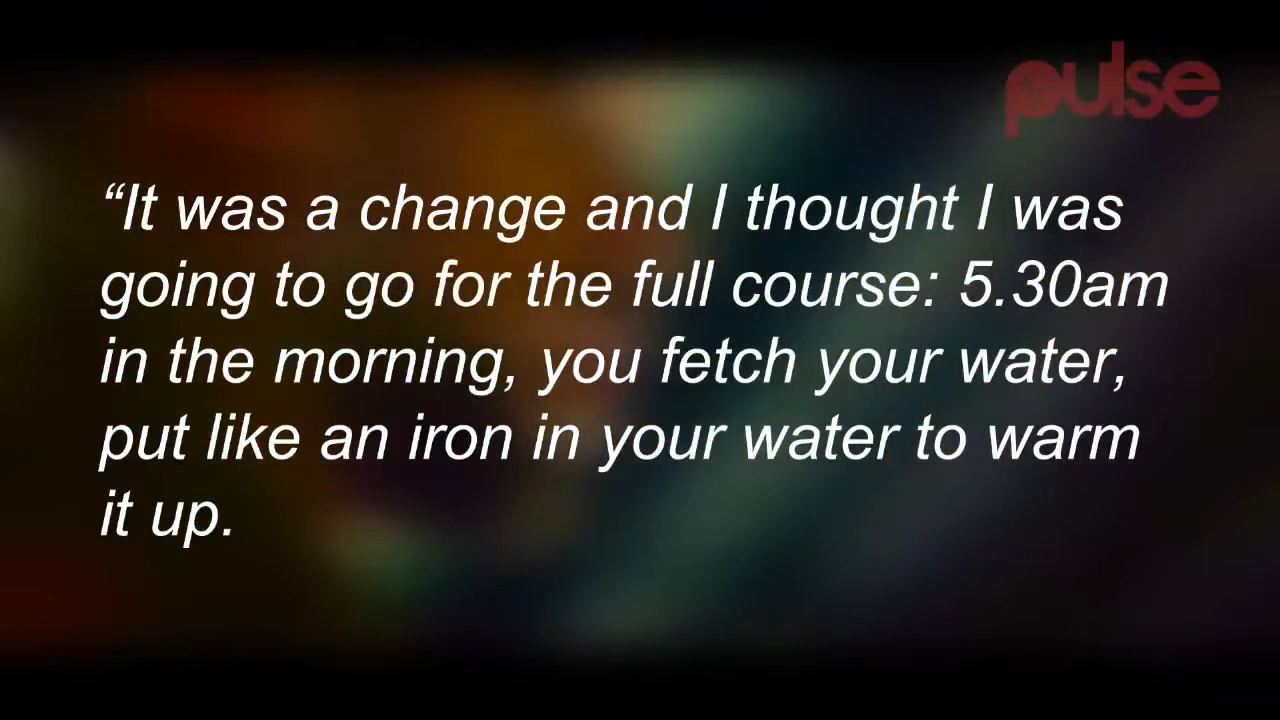 pulse
“It was a change and I thought I was
going to go for the full course: 5.30am
in the morning, you fetch your water,
put like an iron in your water to warm
it up.